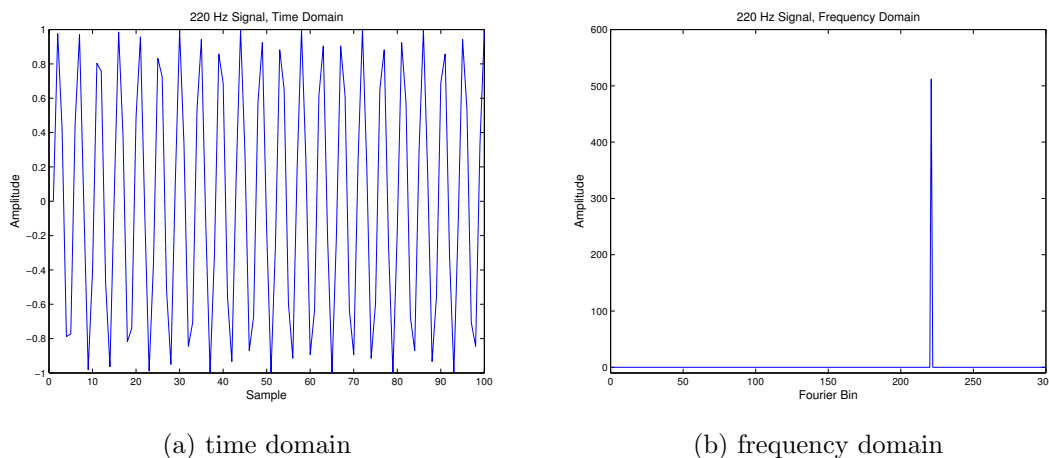 220 Hz Signal, Time Domain
1
0.8
0.6
0.4
0.2
0
−0.2
−0.4
−0.6
−0.8
−1
Amplitude
0 10 20 30 40 50 60 70 80 90 100
Sample
(a) time domain
220 Hz Signal, Frequency Domain
600
500
400
300
200
100
0
Amplitude
0 50 100 150 200 250 300
Fourier Bin
(b) frequency domain